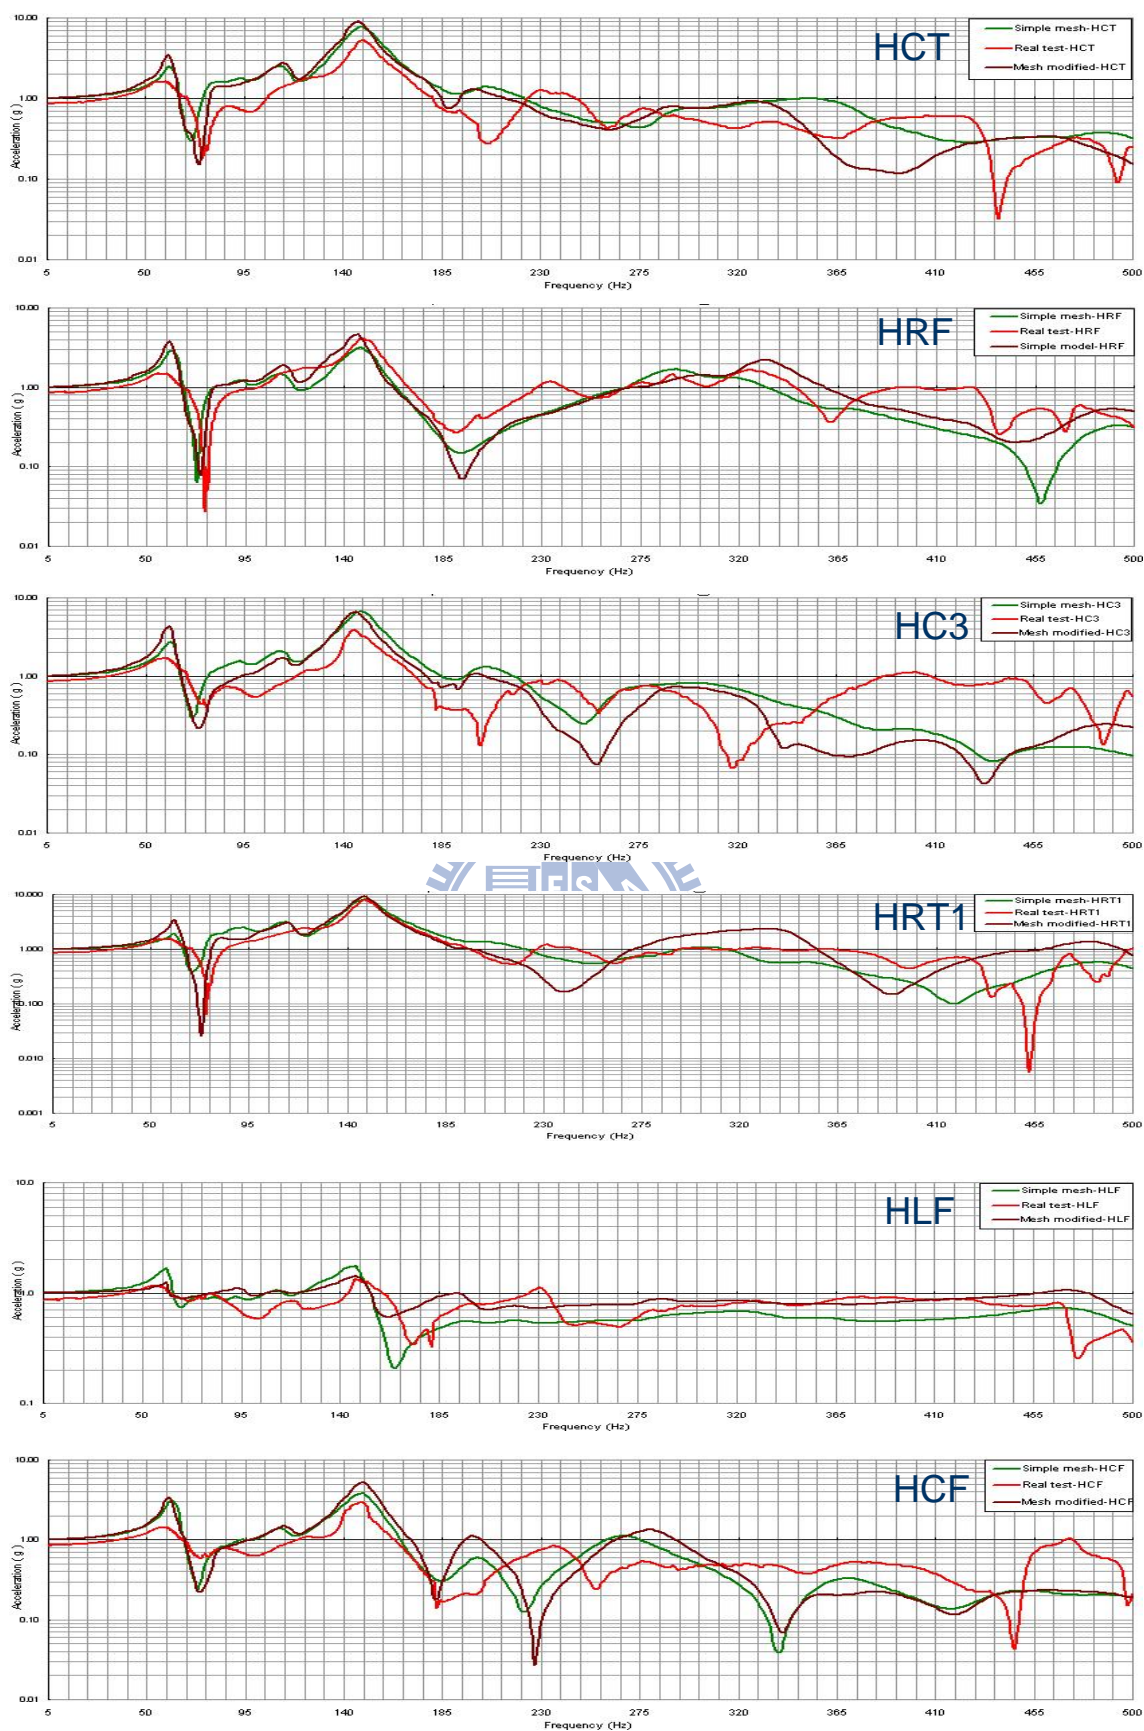 10.00
HCT
Simple mesh-HCT
Real test-HCT
Mesh modified-HCT
1.00
Acceleration ( g )
0.10
0.01
5 50 95 140 185 230 275 320 365 410 455 500
Frequency (Hz)
10.00
HRF
Simple mesh-HRF
Real test-HRF
Simple model-HRF
1.00
Acceleration ( g )
0.10
0.01
5 50 95 140 185 230 275 320 365 410 455 500
Frequency (Hz)
10.00
HC3
Simple mesh-HC3
Real test-HC3
Mesh modified-HC3
1.00
Acceleration ( g )
0.10
0.01
5 50 95 140 185 230 275 320 365 410 455 500
Frequency (Hz)
10.000
HRT1
Simple mesh-HRT1
Real test-HRT1
Mesh modified-HRT1
1.000
Acceleration ( g )
0.100
0.010
0.001
5 50 95 140 185 230 275 320 365 410 455 500
Frequency (Hz)
10.0
HLF
Simple mesh-HLF
Real test-HLF
Mesh modified-HLF
Acceleration ( g )
1.0
0.1
5 50 95 140 185 230 275 320 365 410 455 500
Frequency (Hz)
10.00
HCF
Simple mesh-HCF
Real test-HCF
Mesh modified-HCF
1.00
Acceleration ( g )
0.10
0.01
5 50 95 140 185 230 275 320 365 410 455 500
Frequency (Hz)